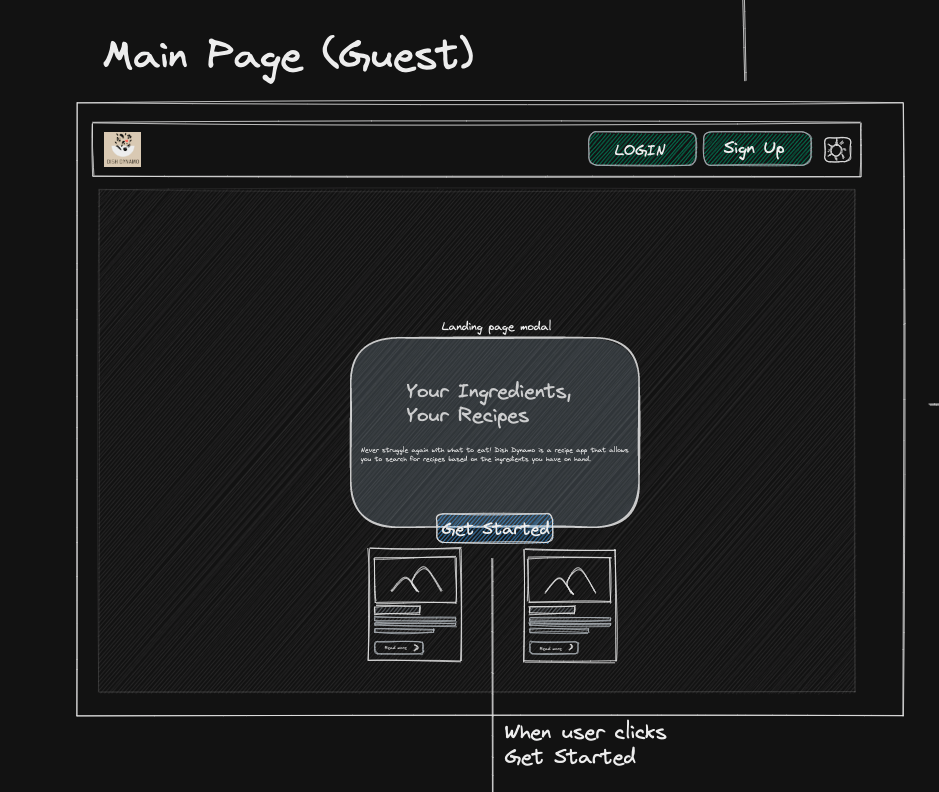 Main Page (Guest)
DISH DYNAMO
LOGIN
Sign Up
Landing page modal
Your Ingredients,
Your Recipes
Never struggle again with what to eat! Dish Dynamo is a recipe app that allows
you to search for recipes based on the ingredients you have on hand.
Get Started
Read more
Read more
When user clicks
Get Started